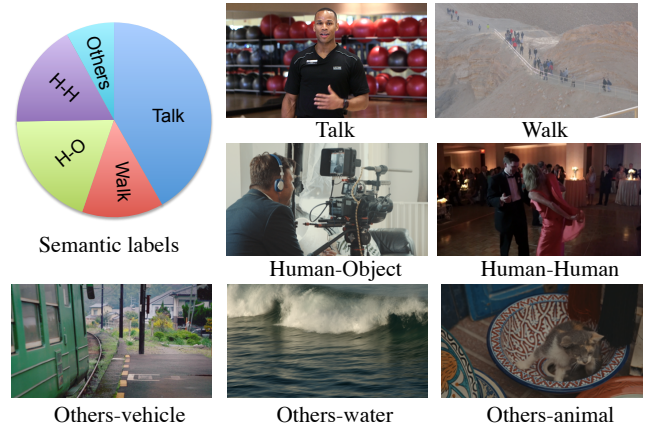 Others
H-H
Talk
H-O
Walk
Semantic labels
Talk
Walk
Human-Object
Human-Human
Others-vehicle
Others-water
Others-animal